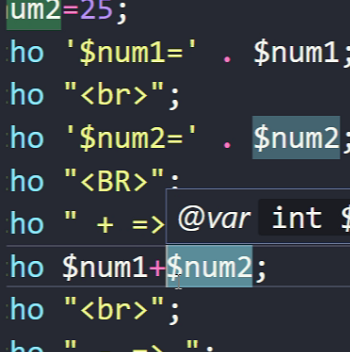 um2=25;
ho '$num1=' . $num1;
ho "<br>";
ho '$num2=' . $num2;
ho "<BR>";
ho " + =>
@var int $
ho $num1+$num2;
ho "<br>";
ho " - => ";